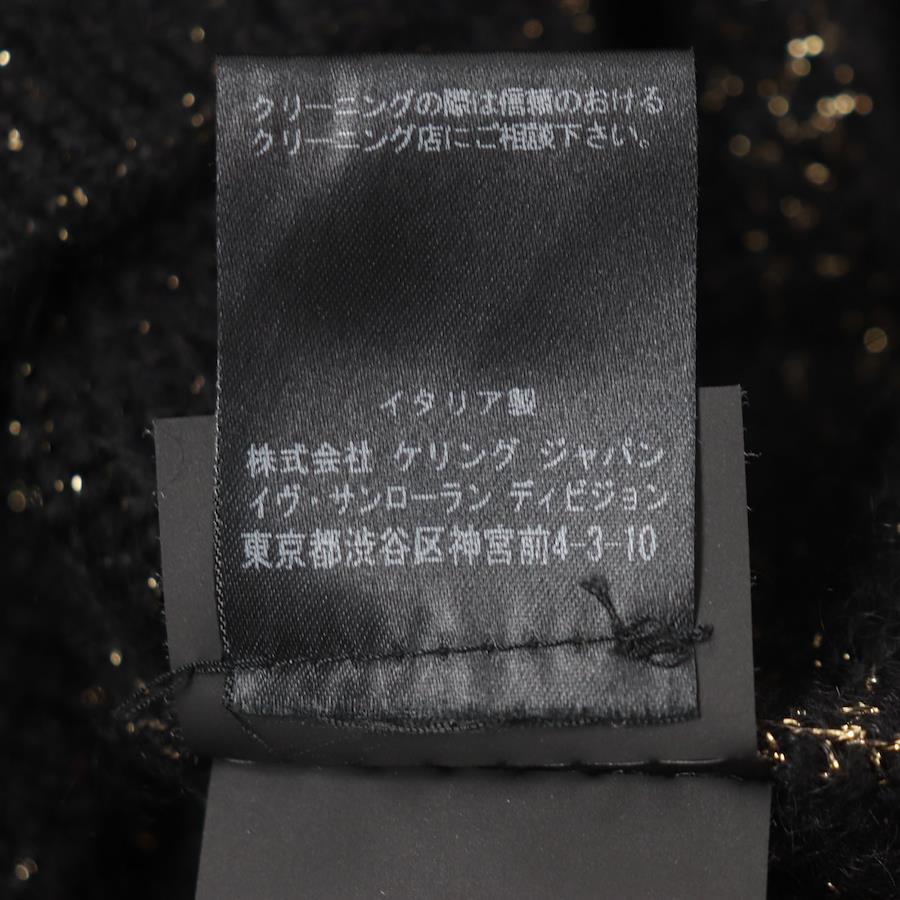 クリーニングの際は信頼のおける
クリーニング店にご相談下さい。
イタリア製
株式会社 ケリング ジャパン
イヴ・サンローラン ディビジョン
東京都渋谷区神宮前4-3-10